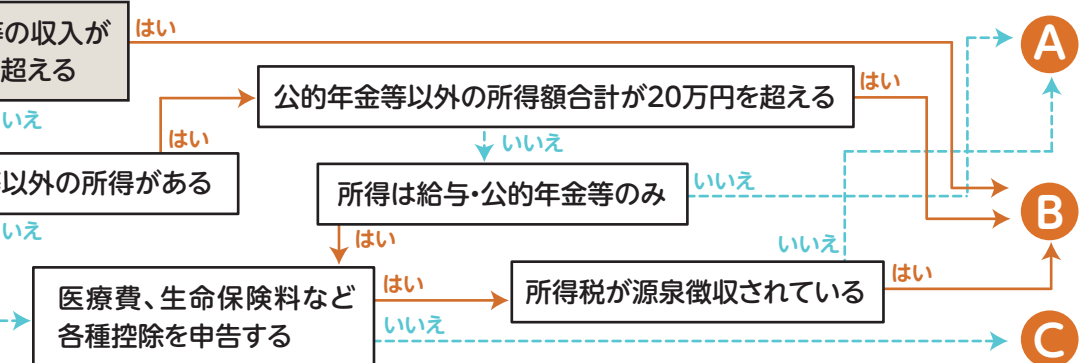 等の収入が
超える
はい
いえ
公的年金等以外の所得額合計が20万円を超える
はい
いいえ
はい
以外の所得がある
いえ
所得は給与・公的年金等のみ
いいえ
はい
医療費、生命保険料など
各種控除を申告する
はい
いいえ
所得税が源泉徴収されている
いいえ
はい
A
B
C